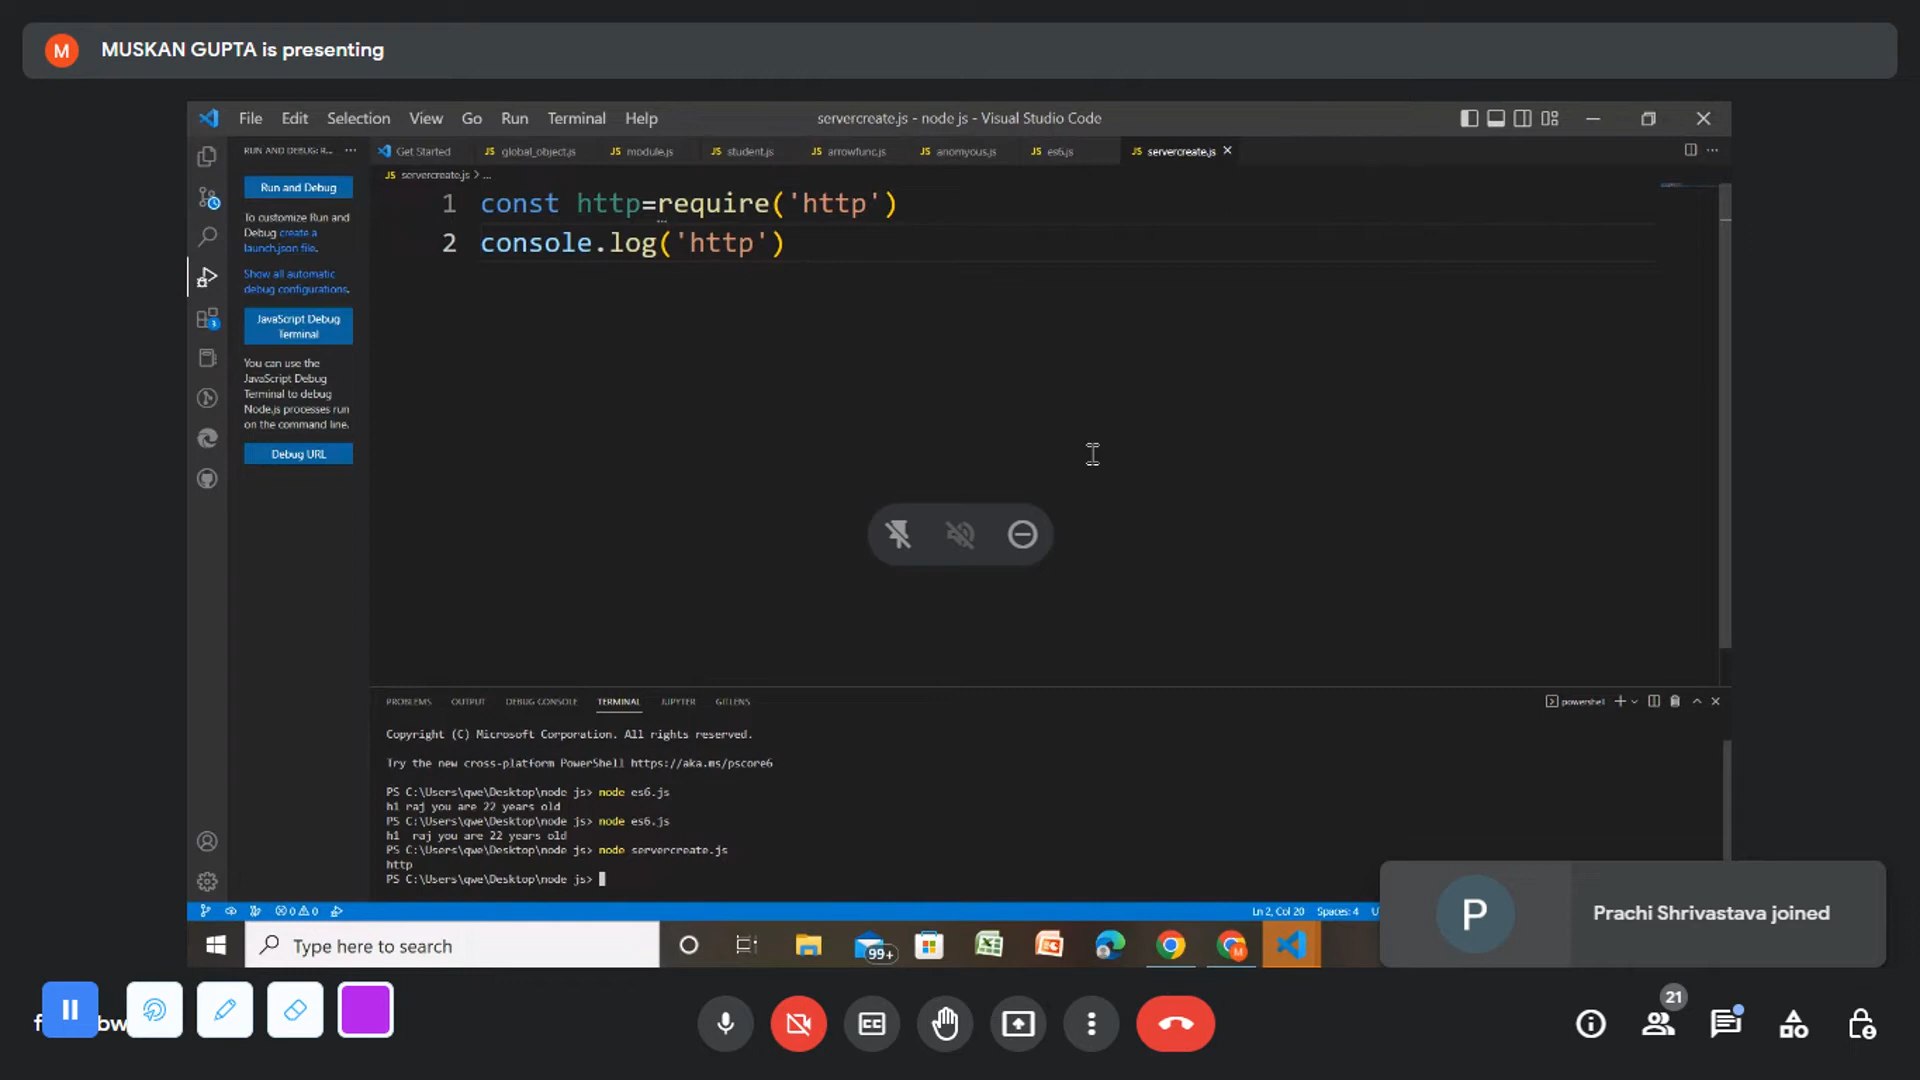 M MUSKAN GUPTA is presenting
File Edit Selection View Go Run Terminal Help servercreate.js - node js - Visual Studio Code
RUN AND DEBUG: R... Get Started JS global_object.js JS module.js JS student.js JS arrowfunc.js JS anomyous.js JS es6.js JS servercreate.js
JS servercreate.js > ...
Run and Debug
To customize Run and
Debug create a
launch.json file.
Show all automatic
debug configurations.
JavaScript Debug
Terminal
You can use the
JavaScript Debug
Terminal to debug
Node.js processes run
on the command line.
Debug URL
1 const http=require('http')
2 console.log('http')
PROBLEMS OUTPUT DEBUG CONSOLE TERMINAL JUPYTER GITLENS powershell
Copyright (C) Microsoft Corporation. All rights reserved.
Try the new cross-platform PowerShell https://aka.ms/pscore6
PS C:\Users\qwe\Desktop\node js> node es6.js
h1 raj you are 22 years old
PS C:\Users\qwe\Desktop\node js> node es6.js
h1  raj you are 22 years old
PS C:\Users\qwe\Desktop\node js> node servercreate.js
http
PS C:\Users\qwe\Desktop\node js>
0 0 Ln 2, Col 20 Spaces: 4
P Prachi Shrivastava joined
Type here to search 99+
21